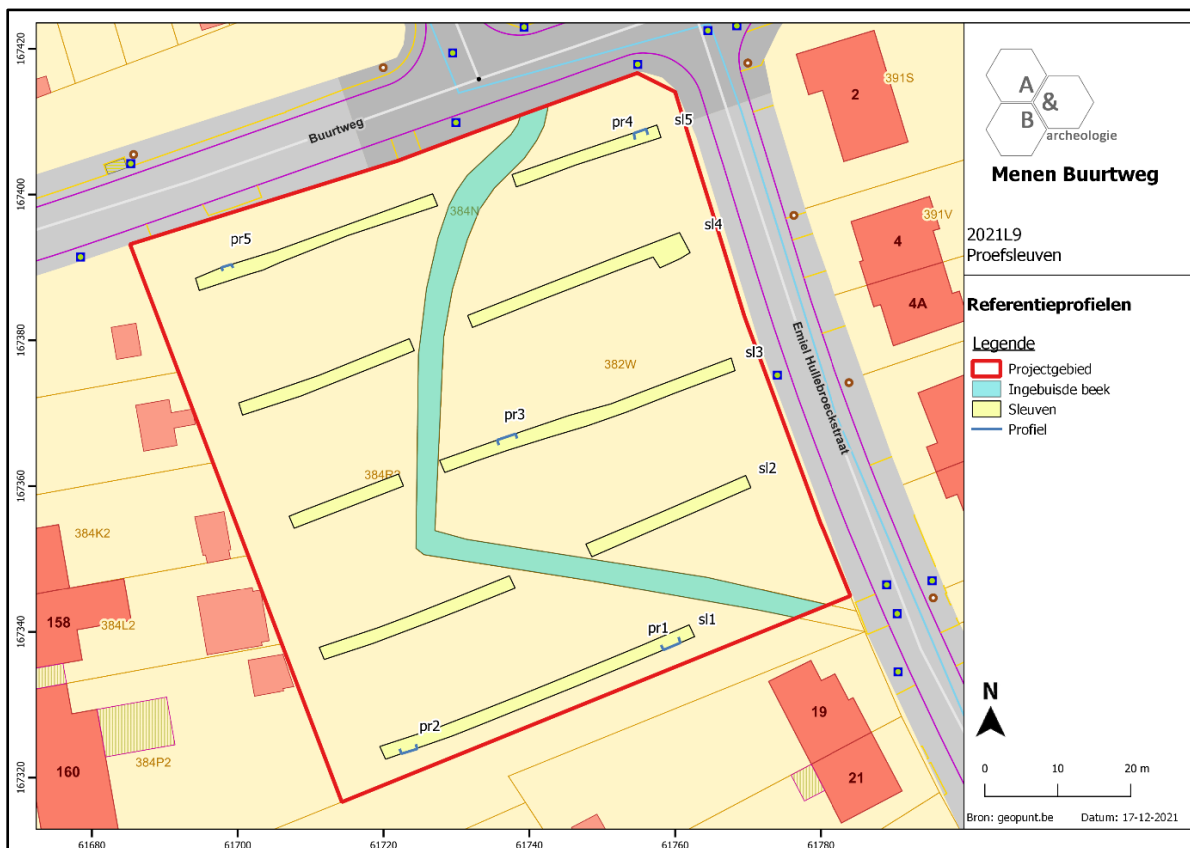 167420
167400
167380
167360
167340
167320
61680
61700
61720
61740
61760
61780
Buurtweg
Emiel Hullebroeckstraat
391S
2
391V
4
4A
384N
382W
384K2
384L2
384P2
158
160
19
21
pr4
sl5
pr5
sl4
sl3
pr3
sl2
pr1
sl1
pr2
A
&
B
archeologie
Menen Buurtweg
2021L9
Proefsleuven
Referentieprofielen
Legende
Projectgebied
Ingebuisde beek
Sleuven
Profiel
N
0 10 20 m
Bron: geopunt.be Datum: 17-12-2021